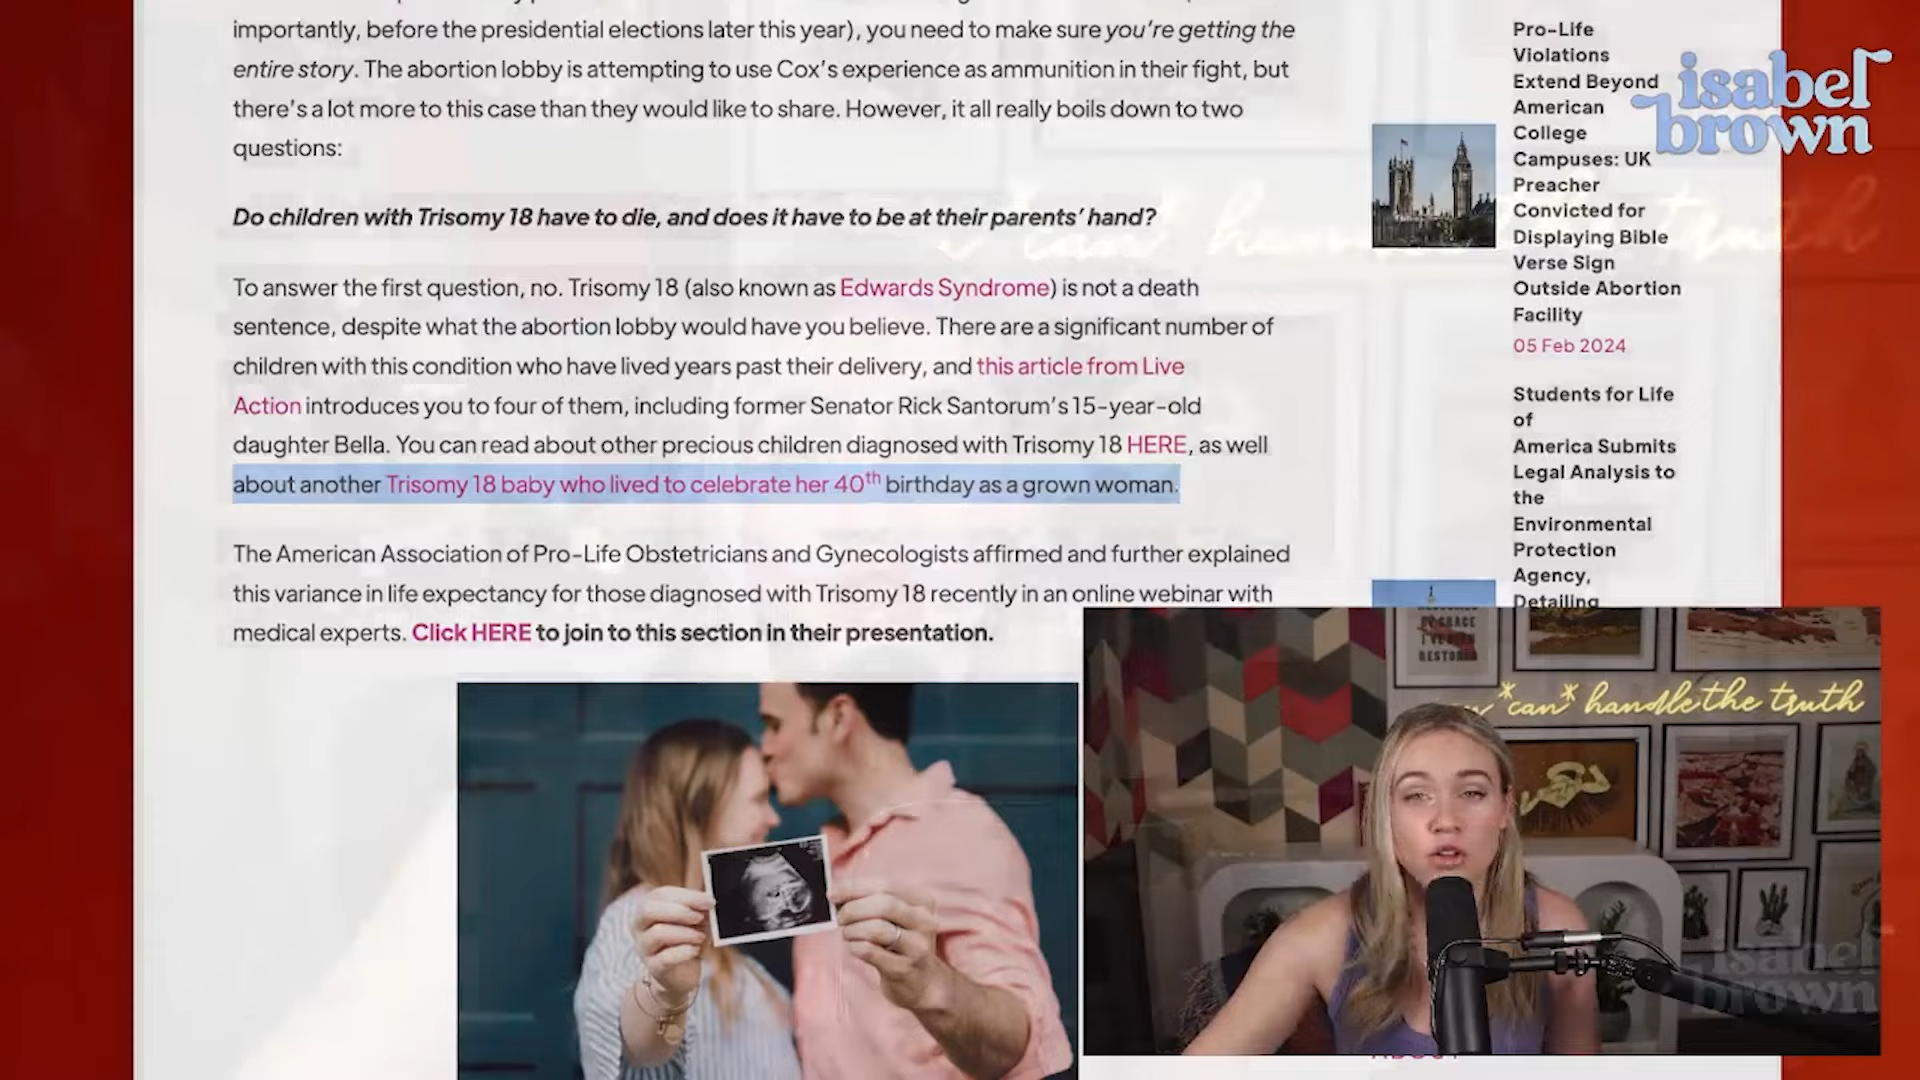 importantly, before the presidential elections later this year), you need to make sure you're getting the
entire story. The abortion lobby is attempting to use Cox's experience as ammunition in their fight, but
there's a lot more to this case than they would like to share. However, it all really boils down to two
questions:
Do children with Trisomy 18 have to die, and does it have to be at their parents' hand?
To answer the first question, no. Trisomy 18 (also known as Edwards Syndrome) is not a death
sentence, despite what the abortion lobby would have you believe. There are a significant number of
children with this condition who have lived years past their delivery, and this article from Live
Action introduces you to four of them, including former Senator Rick Santorum's 15-year-old
daughter Bella. You can read about other precious children diagnosed with Trisomy 18 HERE, as well
about another Trisomy 18 baby who lived to celebrate her 40th birthday as a grown woman.
The American Association of Pro-Life Obstetricians and Gynecologists affirmed and further explained
this variance in life expectancy for those diagnosed with Trisomy 18 recently in an online webinar with
medical experts. Click HERE to join to this section in their presentation.
Pro-Life
Violations
Extend Beyond
American
College
Campuses: UK
Preacher
Convicted for
Displaying Bible
Verse Sign
Outside Abortion
Facility
05 Feb 2024
Students for Life
of
America Submits
Legal Analysis to
the
Environmental
Protection
Agency,
Detailing
isabel
brown
RESTORED
*can* handle the truth
isabel
brown